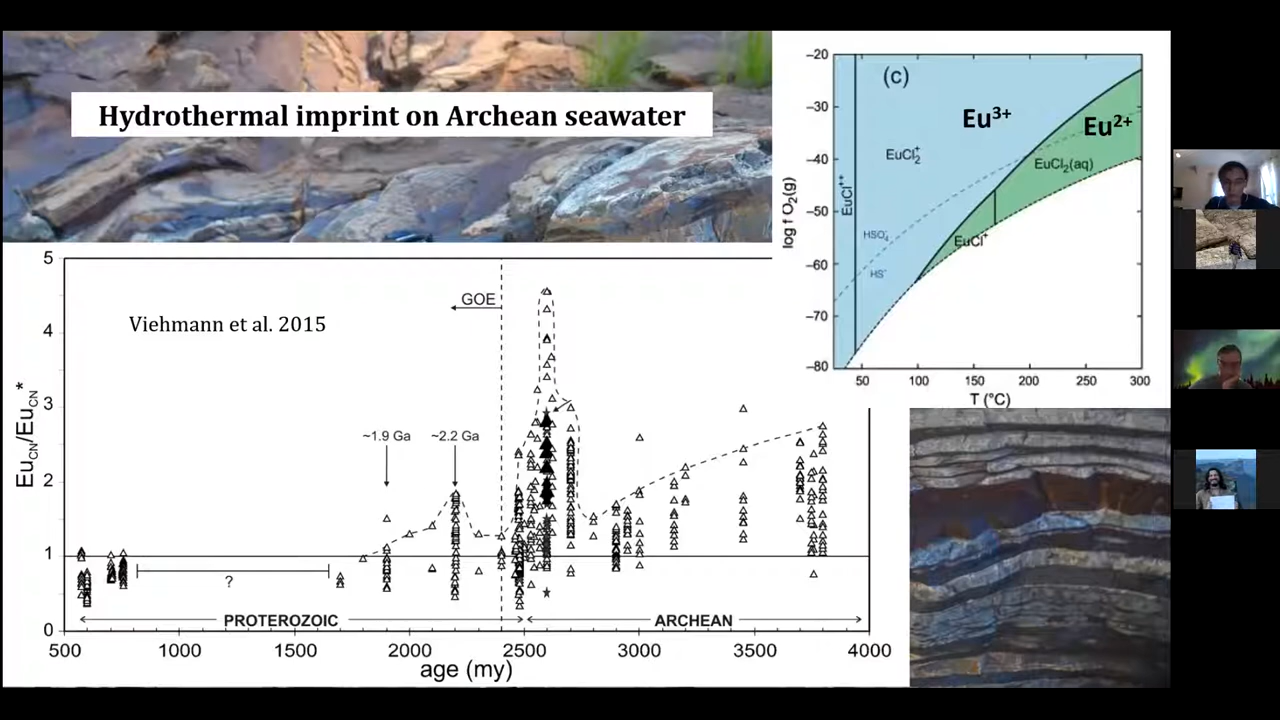 Hydrothermal imprint on Archean seawater
(c)
Eu3+
Eu2+
EuCl2+
EuCl2(aq)
EuCl++
EuCl+
HSO4-
HS-
log f O2(g)
-20
-30
-40
-50
-60
-70
-80
50 100 150 200 250 300
T (°C)
Viehmann et al. 2015
GOE
~1.9 Ga
~2.2 Ga
?
PROTEROZOIC
ARCHEAN
EuCN/EuCN*
5
4
3
2
1
0
500 1000 1500 2000 2500 3000 3500 4000
age (my)